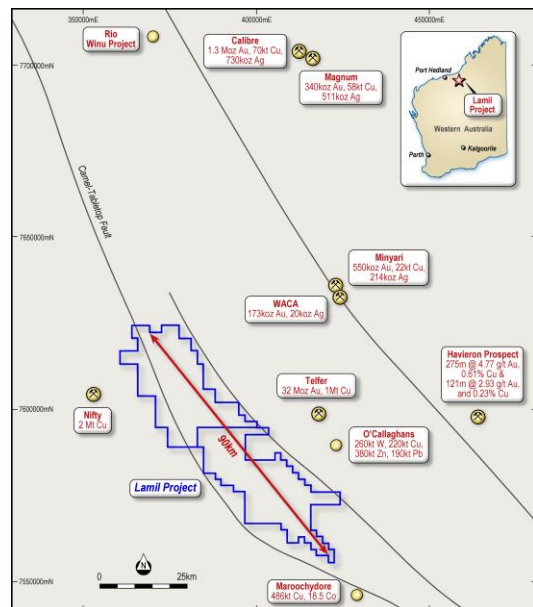 350000mE
400000mE
450000mE
7700000mN
7650000mN
7600000mN
7550000mN
Rio
Winu Project
Calibre
1.3 Moz Au, 70kt Cu,
730koz Ag
Magnum
340koz Au, 58kt Cu,
511koz Ag
Port Hedland
Lamil
Project
Western Australia
Perth
Kalgoorlie
Camel-Tabletop Fault
Minyari
550koz Au, 22kt Cu,
214koz Ag
WACA
173koz Au, 20koz Ag
Havieron Prospect
275m @ 4.77 g/t Au,
0.61% Cu &
121m @ 2.93 g/t Au,
and 0.23% Cu
Nifty
2 Mt Cu
Telfer
32 Moz Au, 1Mt Cu
O'Callaghans
260kt W, 220kt Cu,
380kt Zn, 190kt Pb
90km
Lamil Project
0
25km
Maroochydore
486kt Cu, 18.5 Co